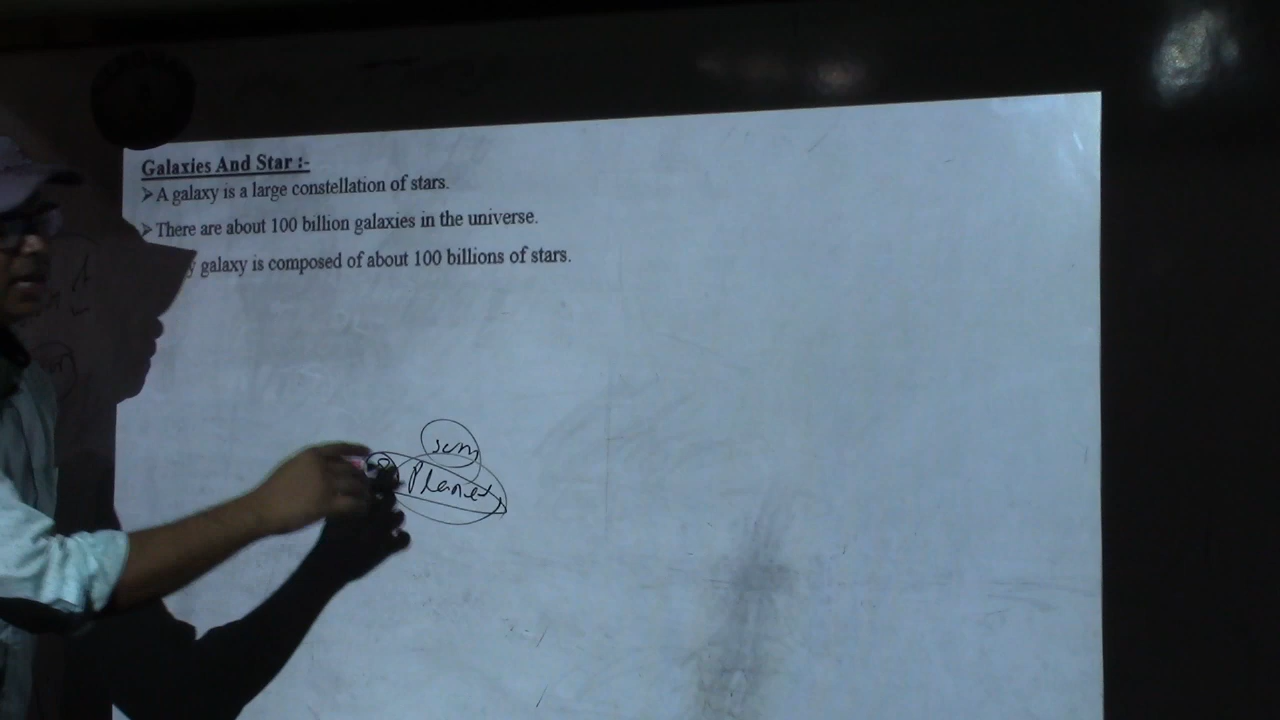 Galaxies And Star :-
➢ A galaxy is a large constellation of stars.
➢ There are about 100 billion galaxies in the universe.
galaxy is composed of about 100 billions of stars.
sun
Planet